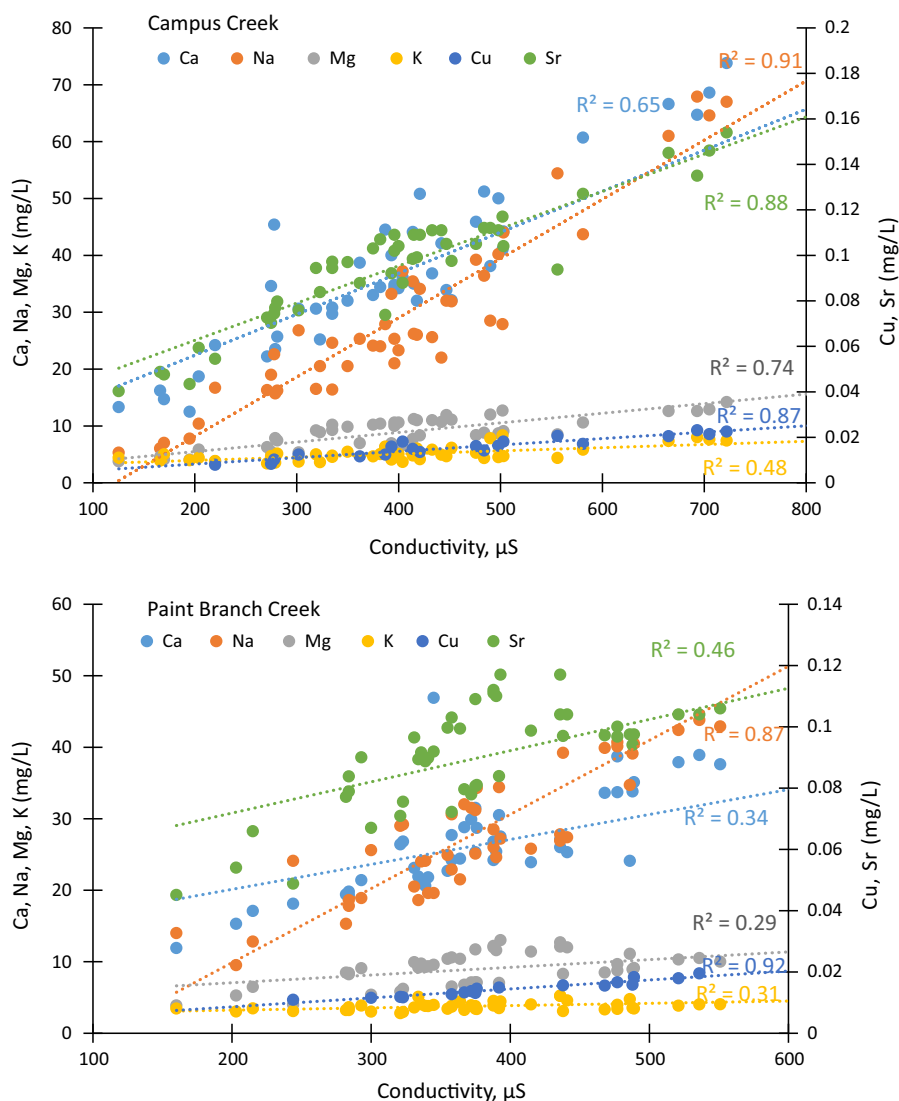 Campus Creek
Ca Na Mg K Cu Sr
80
70
60
50
40
30
20
10
0
Ca, Na, Mg, K (mg/L)
0.2
0.18
0.16
0.14
0.12
0.1
0.08
0.06
0.04
0.02
0
Cu, Sr (mg/L)
R² = 0.91
R² = 0.65
R² = 0.88
R² = 0.74
R² = 0.87
R² = 0.48
100 200 300 400 500 600 700 800
Conductivity, µS
Paint Branch Creek
Ca Na Mg K Cu Sr
60
50
40
30
20
10
0
Ca, Na, Mg, K (mg/L)
0.14
0.12
0.1
0.08
0.06
0.04
0.02
0
Cu, Sr (mg/L)
R² = 0.46
R² = 0.87
R² = 0.34
R² = 0.29
R² = 0.92
R² = 0.31
100 200 300 400 500 600
Conductivity, µS